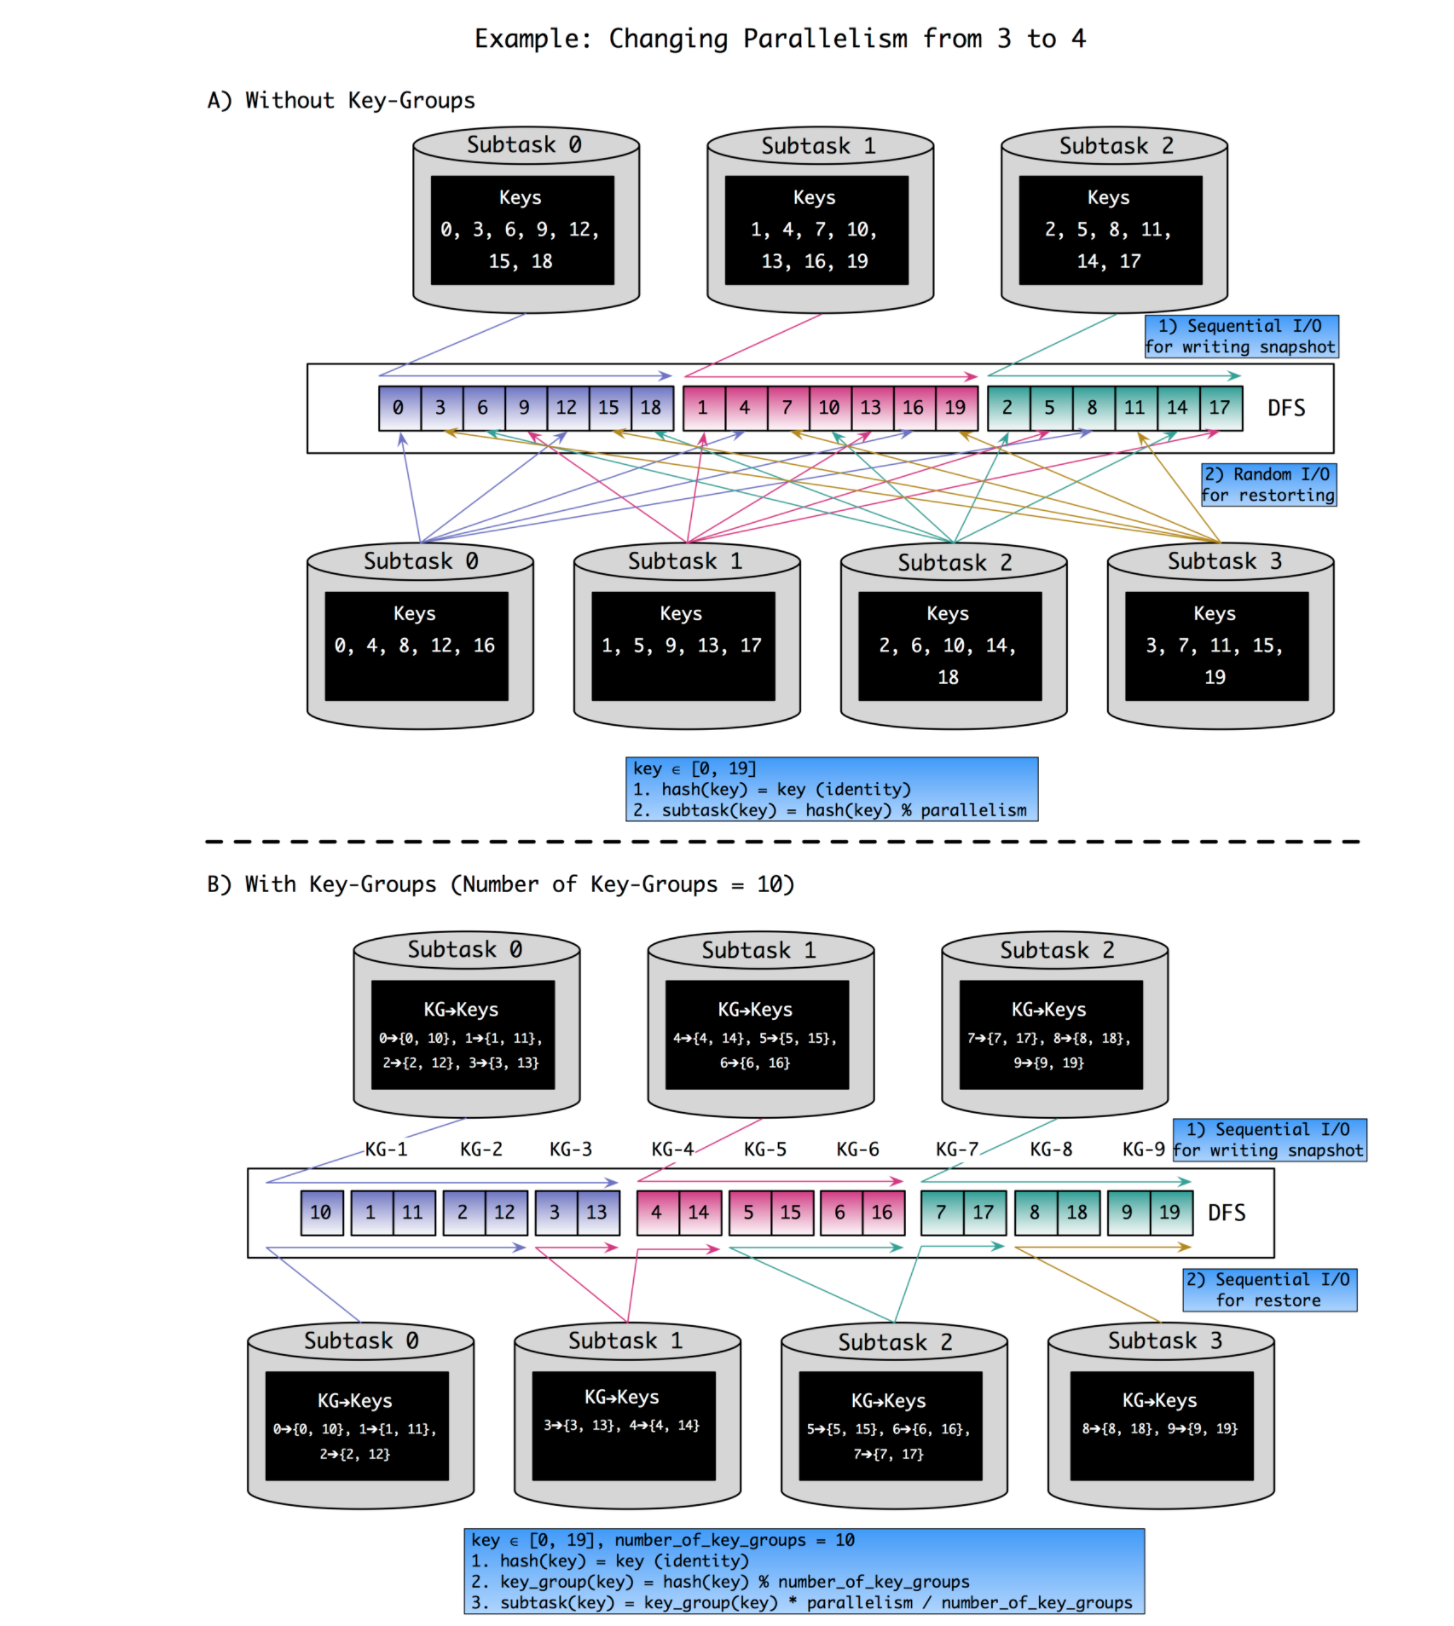 Example: Changing Parallelism from 3 to 4
A) Without Key-Groups
Subtask 0
Keys
0, 3, 6, 9, 12,
15, 18
Subtask 1
Keys
1, 4, 7, 10,
13, 16, 19
Subtask 2
Keys
2, 5, 8, 11,
14, 17
1) Sequential I/O
for writing snapshot
0 3 6 9 12 15 18 1 4 7 10 13 16 19 2 5 8 11 14 17 DFS
2) Random I/O
for restorting
Subtask 0
Keys
0, 4, 8, 12, 16
Subtask 1
Keys
1, 5, 9, 13, 17
Subtask 2
Keys
2, 6, 10, 14,
18
Subtask 3
Keys
3, 7, 11, 15,
19
key ∈ [0, 19]
1. hash(key) = key (identity)
2. subtask(key) = hash(key) % parallelism
B) With Key-Groups (Number of Key-Groups = 10)
Subtask 0
KG→Keys
0→{0, 10}, 1→{1, 11},
2→{2, 12}, 3→{3, 13}
Subtask 1
KG→Keys
4→{4, 14}, 5→{5, 15},
6→{6, 16}
Subtask 2
KG→Keys
7→{7, 17}, 8→{8, 18},
9→{9, 19}
1) Sequential I/O
for writing snapshot
KG-1 KG-2 KG-3 KG-4 KG-5 KG-6 KG-7 KG-8 KG-9
10 1 11 2 12 3 13 4 14 5 15 6 16 7 17 8 18 9 19 DFS
2) Sequential I/O
for restore
Subtask 0
KG→Keys
0→{0, 10}, 1→{1, 11},
2→{2, 12}
Subtask 1
KG→Keys
3→{3, 13}, 4→{4, 14}
Subtask 2
KG→Keys
5→{5, 15}, 6→{6, 16},
7→{7, 17}
Subtask 3
KG→Keys
8→{8, 18}, 9→{9, 19}
key ∈ [0, 19], number_of_key_groups = 10
1. hash(key) = key (identity)
2. key_group(key) = hash(key) % number_of_key_groups
3. subtask(key) = key_group(key) * parallelism / number_of_key_groups